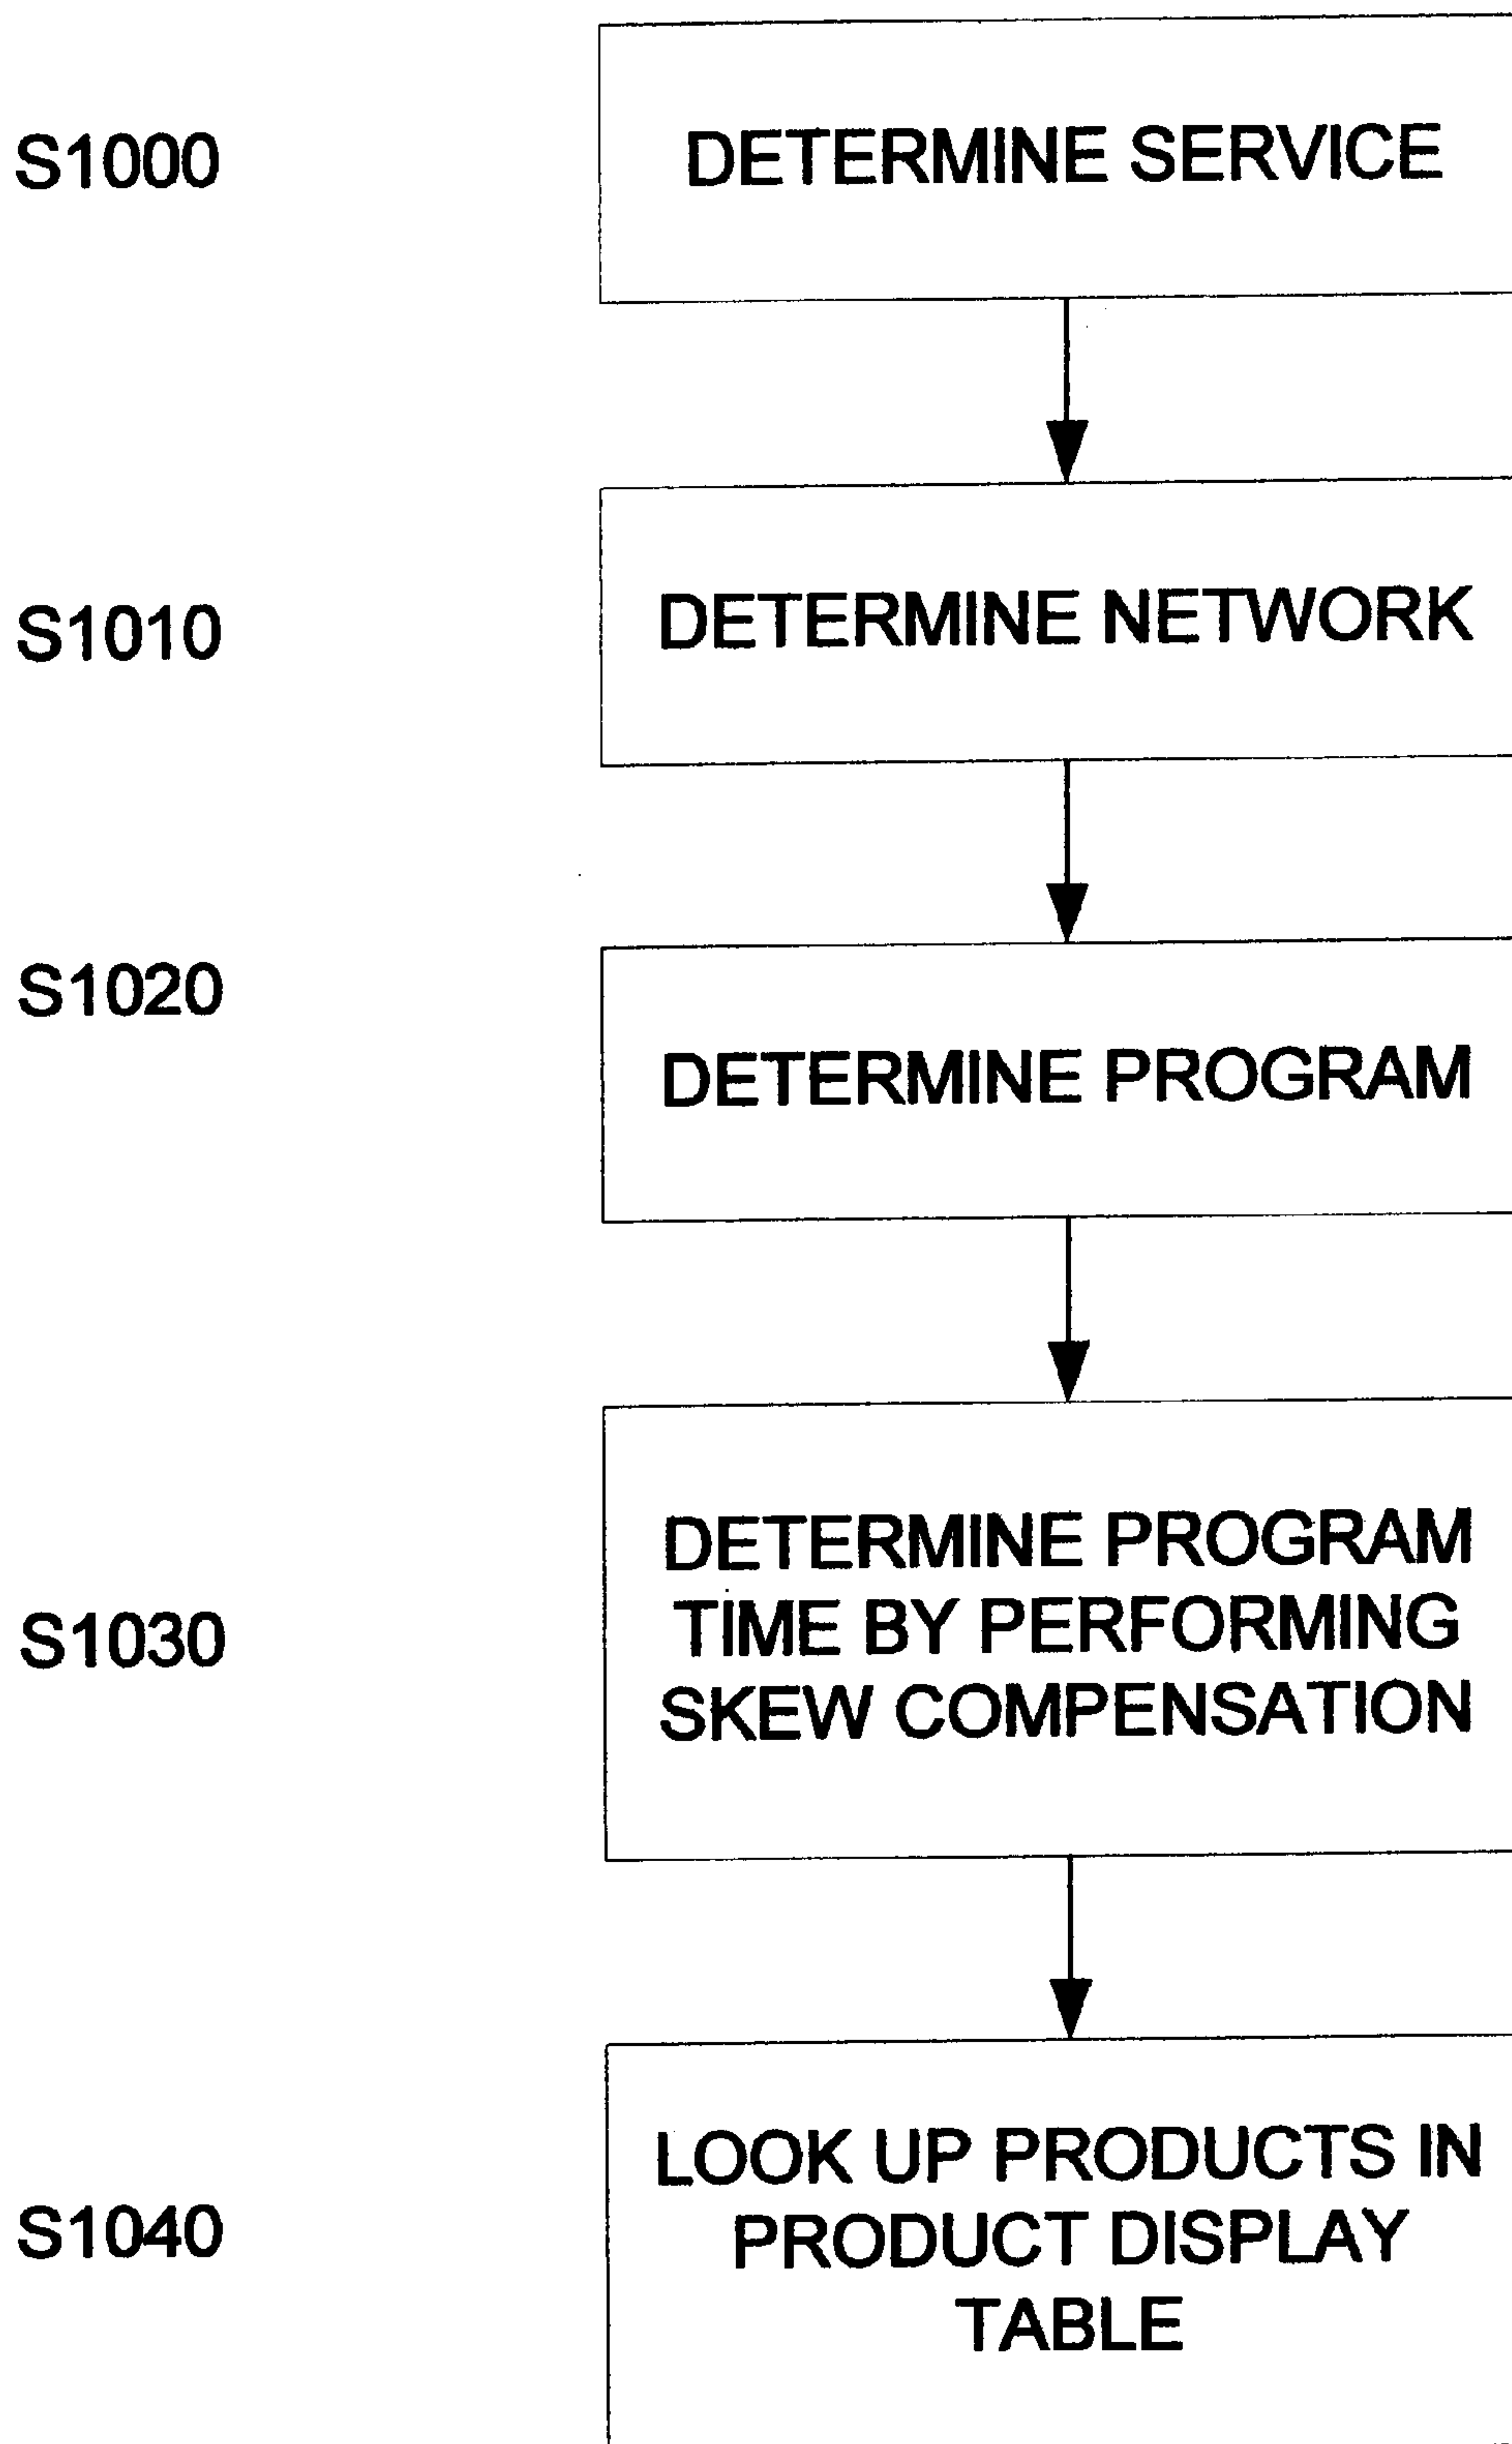 S1000
DETERMINE SERVICE
S1010
DETERMINE NETWORK
S1020
DETERMINE PROGRAM
S1030
DETERMINE PROGRAM
TIME BY PERFORMING
SKEW COMPENSATION
S1040
LOOK UP PRODUCTS IN
PRODUCT DISPLAY
TABLE